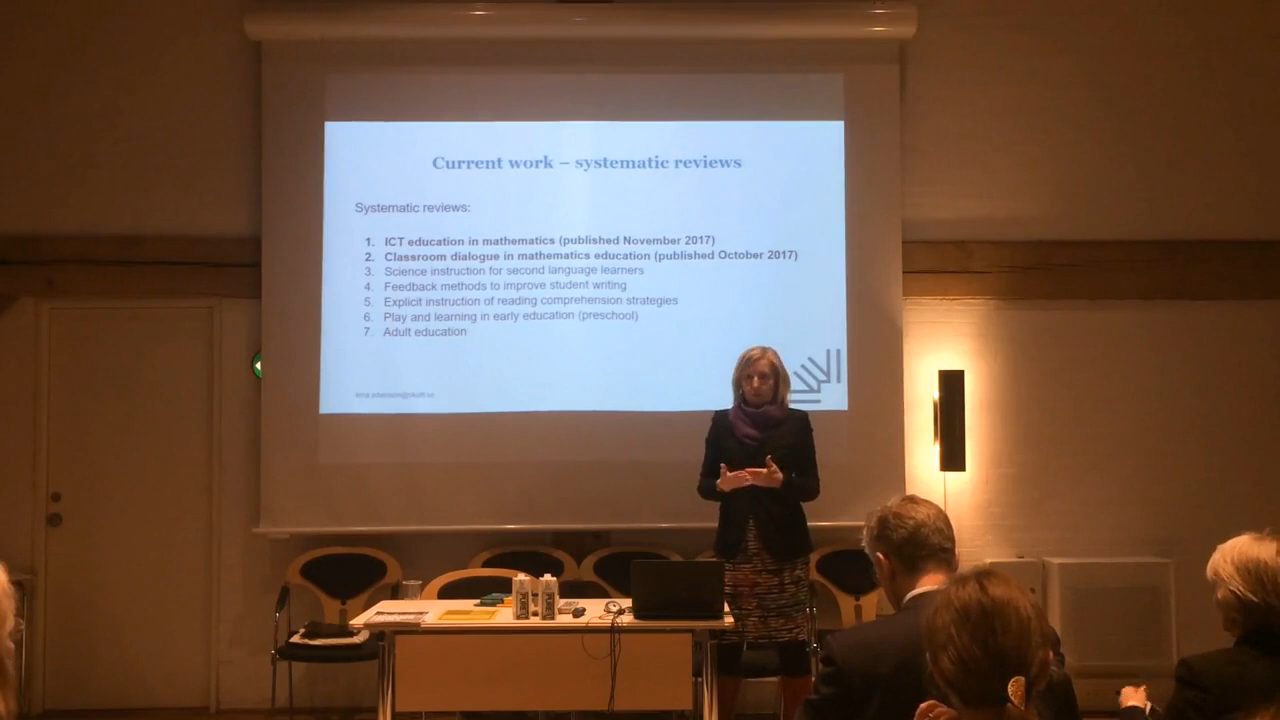 Current work – systematic reviews
Systematic reviews:
1. ICT education in mathematics (published November 2017)
2. Classroom dialogue in mathematics education (published October 2017)
3. Science instruction for second language learners
4. Feedback methods to improve student writing
5. Explicit instruction of reading comprehension strategies
6. Play and learning in early education (preschool)
7. Adult education